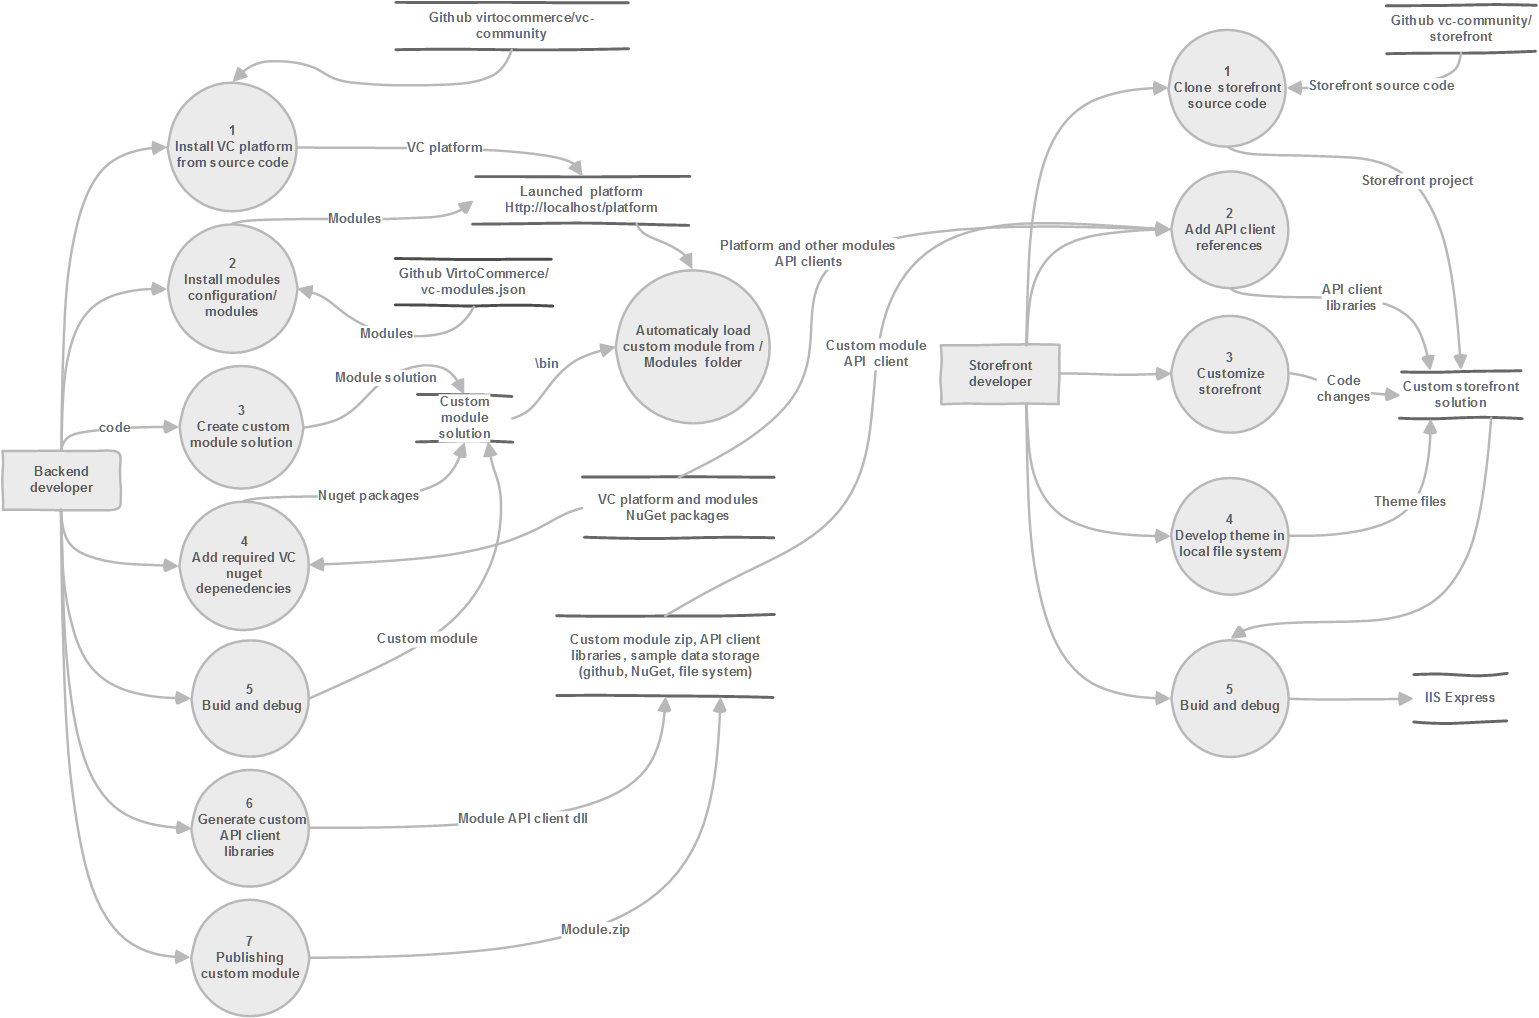 Github virtocommerce/vc-
community
1
Install VC platform
from source code
VC platform
Launched platform
Http://localhost/platform
Modules
2
Install modules
configuration/
modules
Github VirtoCommerce/
vc-modules.json
Modules
Automaticaly load
custom module from /
Modules folder
\bin
Module solution
Custom
module
solution
3
Create custom
module solution
code
Backend
developer
Nuget packages
4
Add required VC
nuget
depenedencies
VC platform and modules
NuGet packages
Custom module
5
Buid and debug
Custom module zip, API client
libraries, sample data storage
(github, NuGet, file system)
6
Generate custom
API client
libraries
Module API client dll
7
Publishing
custom module
Module.zip
Platform and other modules
API clients
Custom module
API client
Github vc-community/
storefront
1
Clone storefront
source code
Storefront source code
Storefront project
2
Add API client
references
API client
libraries
Storefront
developer
3
Customize
storefront
Code
changes
Custom storefront
solution
4
Develop theme in
local file system
Theme files
5
Buid and debug
IIS Express